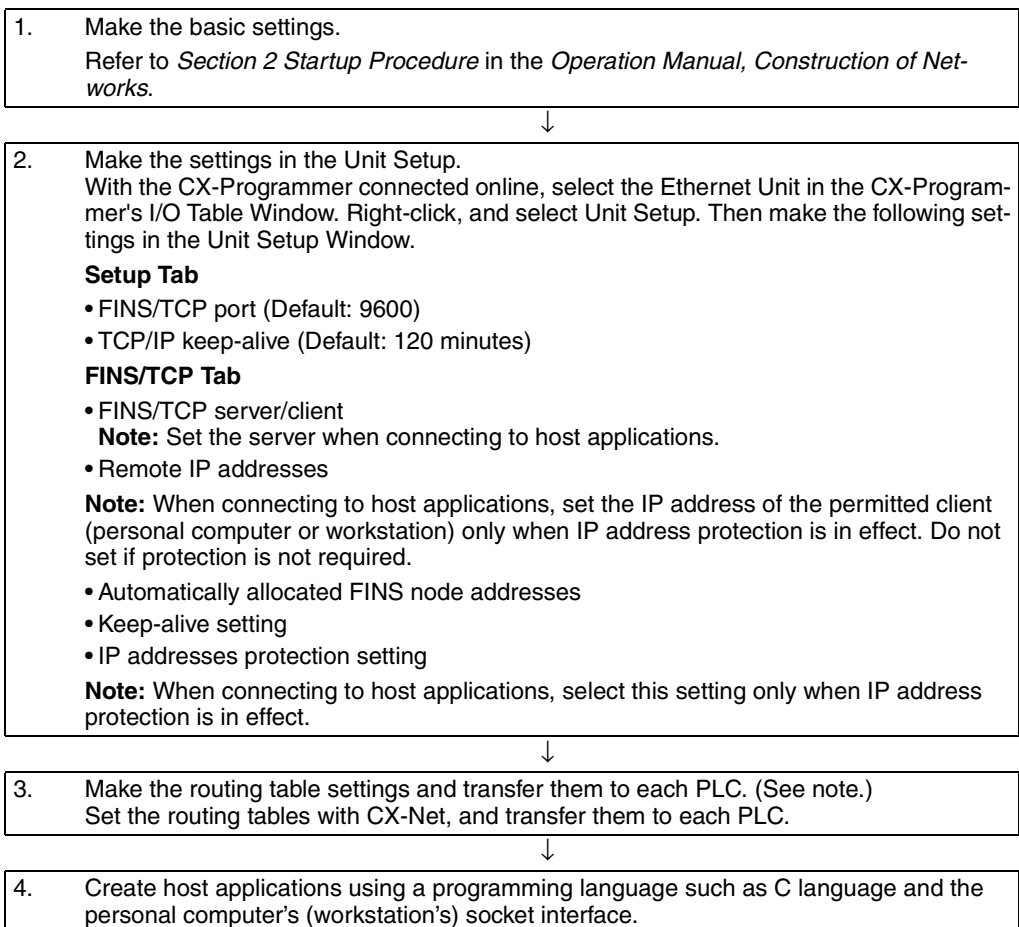 1. Make the basic settings.
Refer to Section 2 Startup Procedure in the Operation Manual, Construction of Net-
works.
↓
2. Make the settings in the Unit Setup.
With the CX-Programmer connected online, select the Ethernet Unit in the CX-Program-
mer's I/O Table Window. Right-click, and select Unit Setup. Then make the following set-
tings in the Unit Setup Window.
Setup Tab
• FINS/TCP port (Default: 9600)
• TCP/IP keep-alive (Default: 120 minutes)
FINS/TCP Tab
• FINS/TCP server/client
Note: Set the server when connecting to host applications.
• Remote IP addresses
Note: When connecting to host applications, set the IP address of the permitted client
(personal computer or workstation) only when IP address protection is in effect. Do not
set if protection is not required.
• Automatically allocated FINS node addresses
• Keep-alive setting
• IP addresses protection setting
Note: When connecting to host applications, select this setting only when IP address
protection is in effect.
↓
3. Make the routing table settings and transfer them to each PLC. (See note.)
Set the routing tables with CX-Net, and transfer them to each PLC.
↓
4. Create host applications using a programming language such as C language and the
personal computer's (workstation's) socket interface.